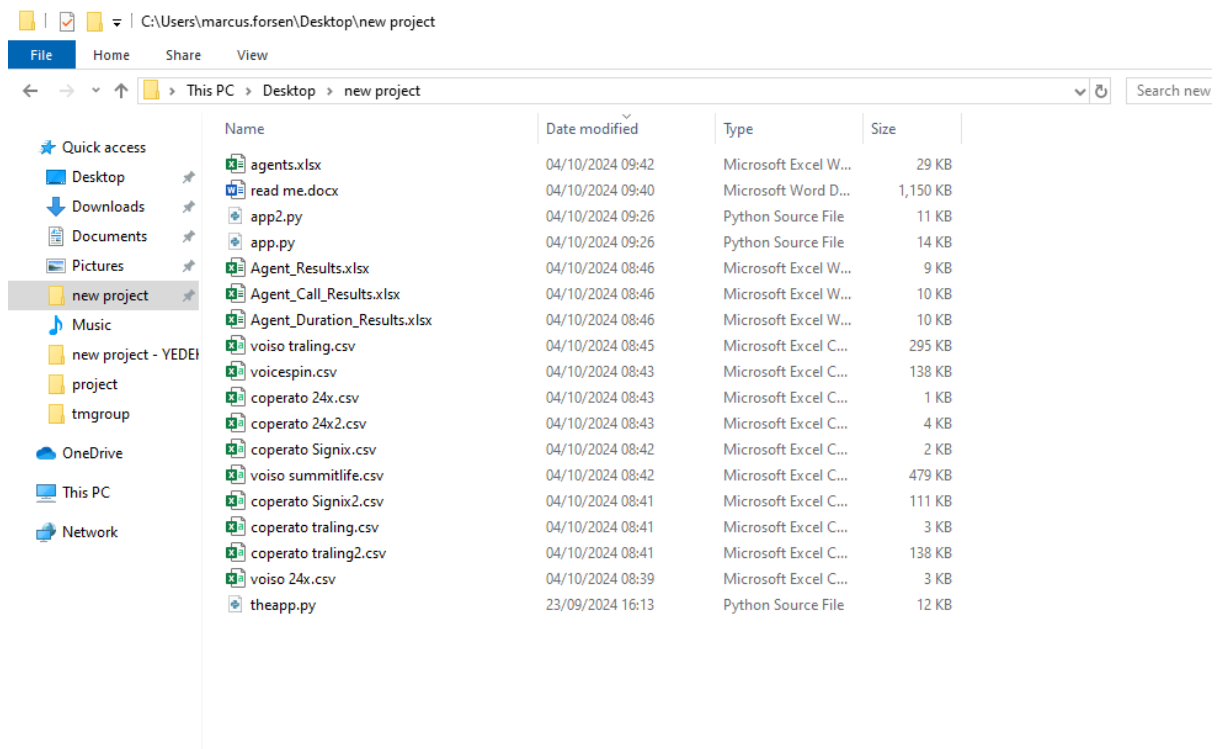 C:\Users\marcus.forsen\Desktop\new project
File Home Share View
This PC > Desktop > new project Search new
Name Date modified Type Size
Quick access
Desktop
Downloads
Documents
Pictures
new project
Music
new project - YEDEK
project
tmgroup
OneDrive
This PC
Network
agents.xlsx 04/10/2024 09:42 Microsoft Excel W... 29 KB
read me.docx 04/10/2024 09:40 Microsoft Word D... 1,150 KB
app2.py 04/10/2024 09:26 Python Source File 11 KB
app.py 04/10/2024 09:26 Python Source File 14 KB
Agent_Results.xlsx 04/10/2024 08:46 Microsoft Excel W... 9 KB
Agent_Call_Results.xlsx 04/10/2024 08:46 Microsoft Excel W... 10 KB
Agent_Duration_Results.xlsx 04/10/2024 08:46 Microsoft Excel W... 10 KB
voiso traling.csv 04/10/2024 08:45 Microsoft Excel C... 295 KB
voicespin.csv 04/10/2024 08:43 Microsoft Excel C... 138 KB
coperato 24x.csv 04/10/2024 08:43 Microsoft Excel C... 1 KB
coperato 24x2.csv 04/10/2024 08:43 Microsoft Excel C... 4 KB
coperato Signix.csv 04/10/2024 08:42 Microsoft Excel C... 2 KB
voiso summitlife.csv 04/10/2024 08:42 Microsoft Excel C... 479 KB
coperato Signix2.csv 04/10/2024 08:41 Microsoft Excel C... 111 KB
coperato traling.csv 04/10/2024 08:41 Microsoft Excel C... 3 KB
coperato traling2.csv 04/10/2024 08:41 Microsoft Excel C... 138 KB
voiso 24x.csv 04/10/2024 08:39 Microsoft Excel C... 3 KB
theapp.py 23/09/2024 16:13 Python Source File 12 KB